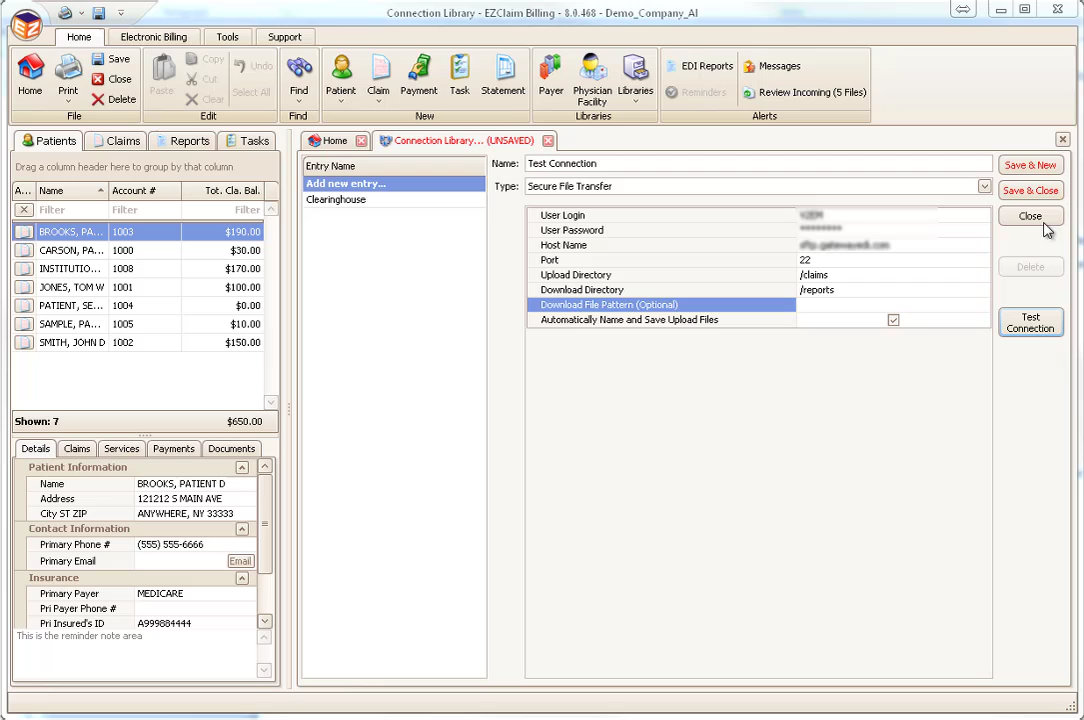 Connection Library - EZClaim Billing - 8.0.468 - Demo_Company_AI
EZ
Home
Electronic Billing
Tools
Support
Home
Print
Save
Close
Delete
File
Paste
Copy
Cut
Clear
Undo
Select All
Edit
Find
Find
Patient
Claim
Payment
Task
Statement
New
Payer
Physician
Facility
Libraries
Libraries
EDI Reports
Reminders
Messages
Review Incoming (5 Files)
Alerts
Patients
Claims
Reports
Tasks
Drag a column header here to group by that column
A... Name Account # Tot. Cla. Bal.
Filter Filter Filter
BROOKS, PA... 1003 $190.00
CARSON, PA... 1000 $30.00
INSTITUTIO... 1008 $170.00
JONES, TOM W 1001 $100.00
PATIENT, SE... 1004 $0.00
SAMPLE, PA... 1005 $10.00
SMITH, JOHN D 1002 $150.00
Shown: 7 $650.00
Details Claims Services Payments Documents
Patient Information
Name BROOKS, PATIENT D
Address 121212 S MAIN AVE
City ST ZIP ANYWHERE, NY 33333
Contact Information
Primary Phone # (555) 555-6666
Primary Email Email
Insurance
Primary Payer MEDICARE
Pri Payer Phone #
Pri Insured's ID A999884444
This is the reminder note area
Home
Connection Library... (UNSAVED)
Entry Name
Add new entry...
Clearinghouse
Name: Test Connection
Type: Secure File Transfer
User Login
User Password
Host Name
Port 22
Upload Directory /claims
Download Directory /reports
Download File Pattern (Optional)
Automatically Name and Save Upload Files
Save & New
Save & Close
Close
Delete
Test
Connection